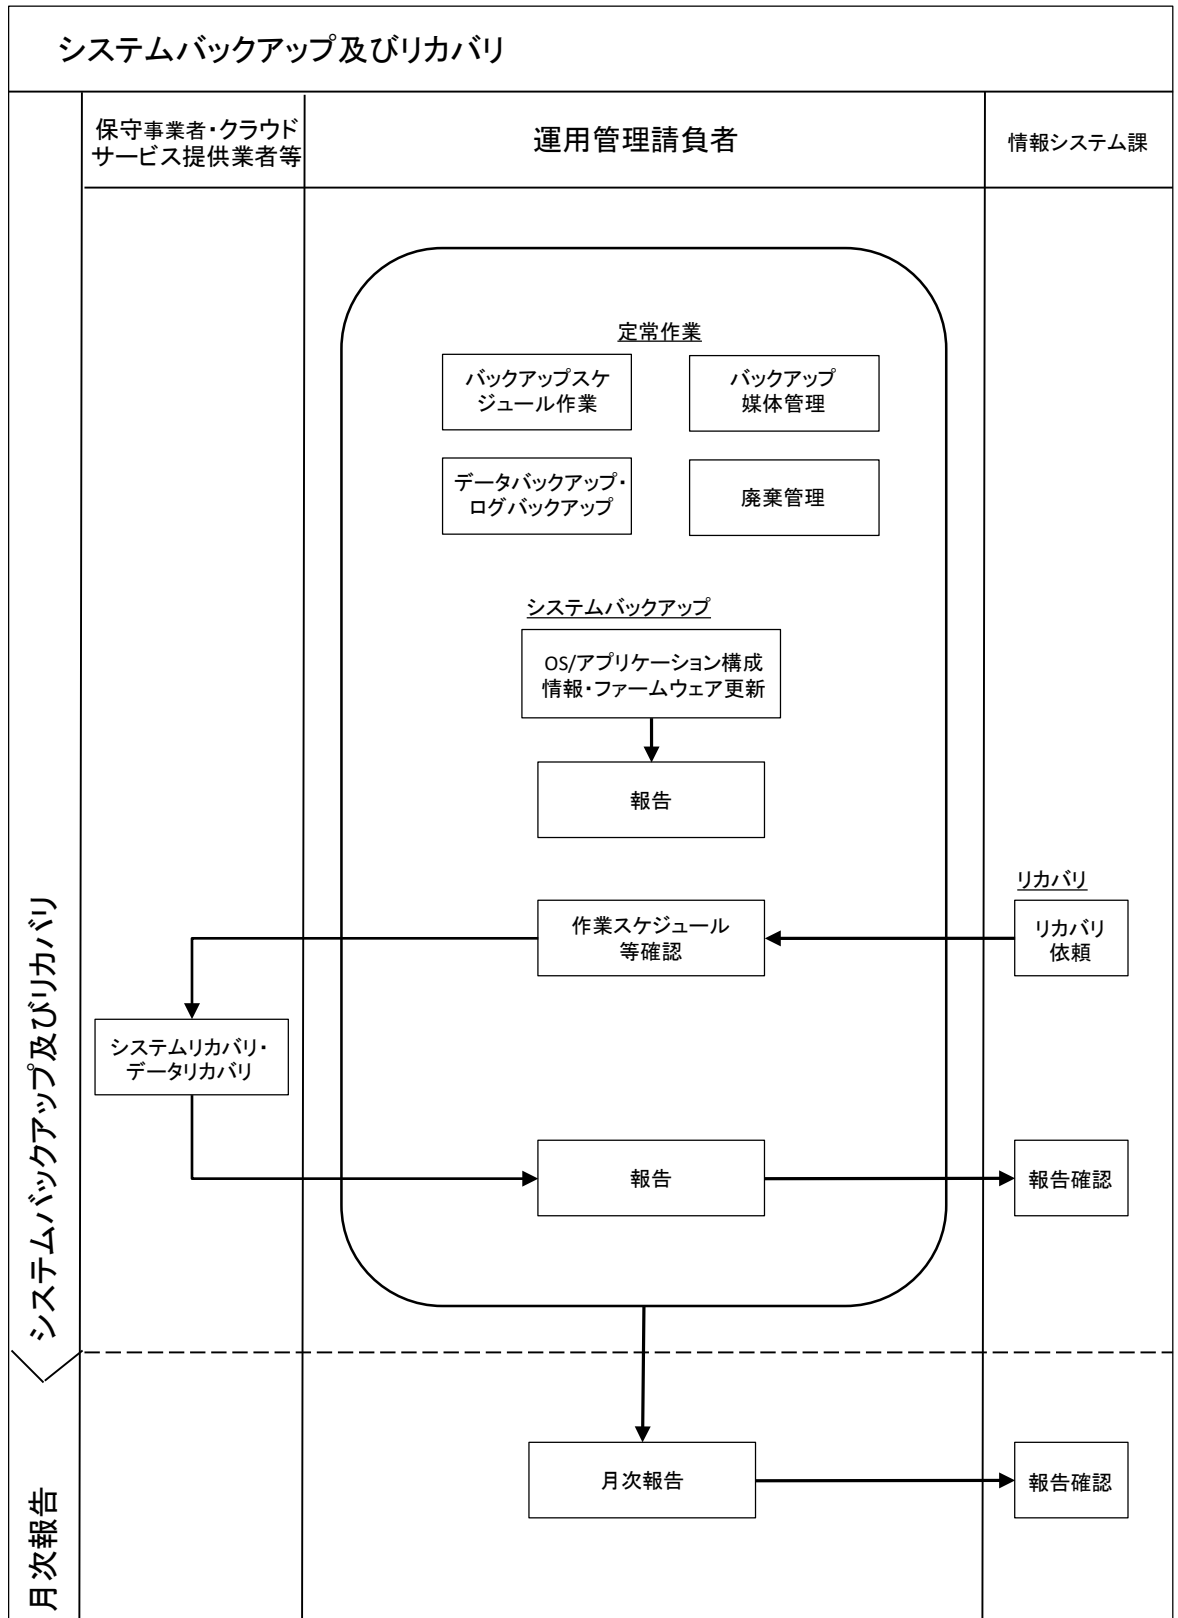 システムバックアップ及びリカバリ
保守事業者・クラウド
サービス提供業者等
運用管理請負者
情報システム課
定常作業
バックアップスケ
ジュール作業
バックアップ
媒体管理
データバックアップ・
ログバックアップ
廃棄管理
システムバックアップ
OS/アプリケーション構成
情報・ファームウェア更新
報告
リカバリ
作業スケジュール
等確認
リカバリ
依頼
システムリカバリ・
データリカバリ
報告
報告確認
システムバックアップ及びリカバリ
月次報告
報告確認
月次報告